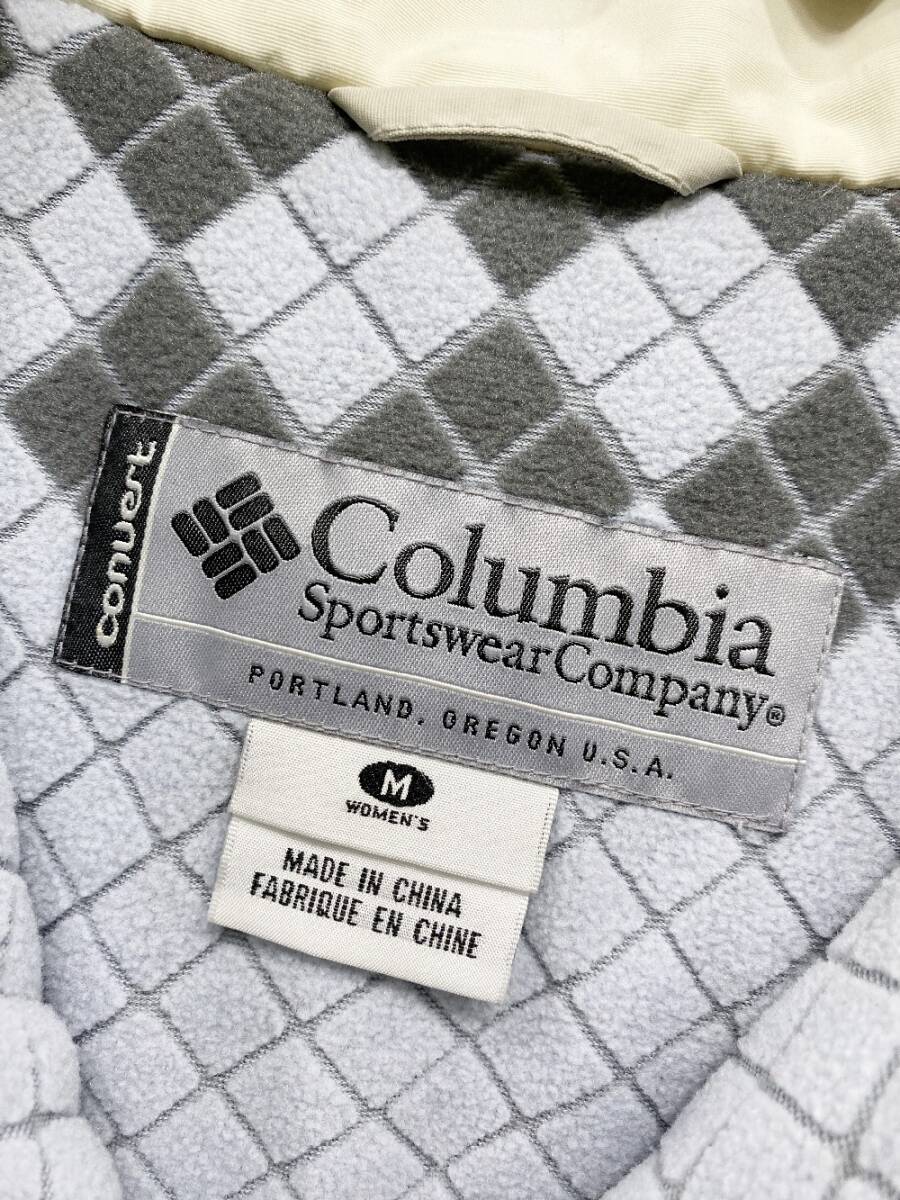 convert
Columbia
Sportswear Company®
PORTLAND, OREGON U.S.A.
M
WOMEN'S
MADE IN CHINA
FABRIQUE EN CHINE